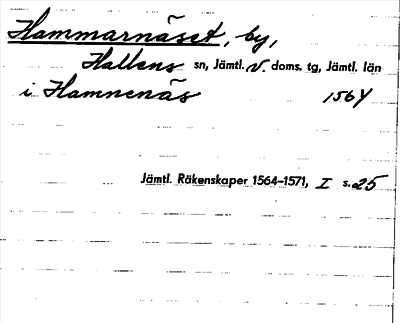 Hammarnäset, by,
Hallens sn, Jämtl. v. doms. tg, Jämtl. län
i Hamnenäs 1564
Jämtl. Räkenskaper 1564–1571, I s. 25